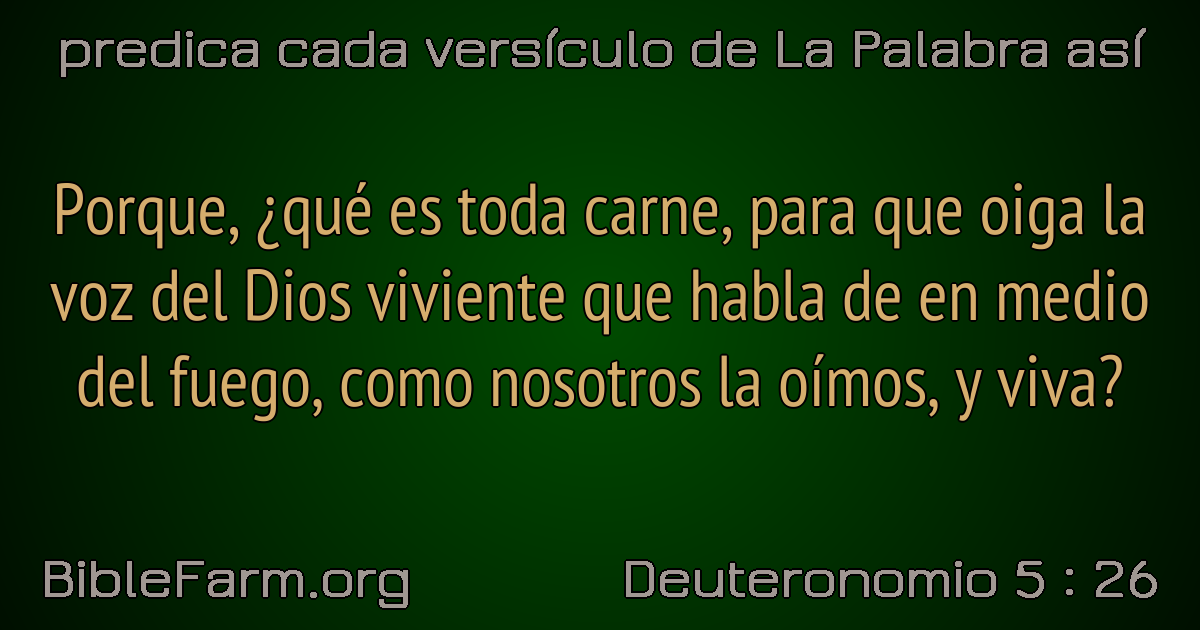 predica cada versículo de La Palabra así
Porque, ¿qué es toda carne, para que oiga la
voz del Dios viviente que habla de en medio
del fuego, como nosotros la oímos, y viva?
BibleFarm.org
Deuteronomio 5 : 26